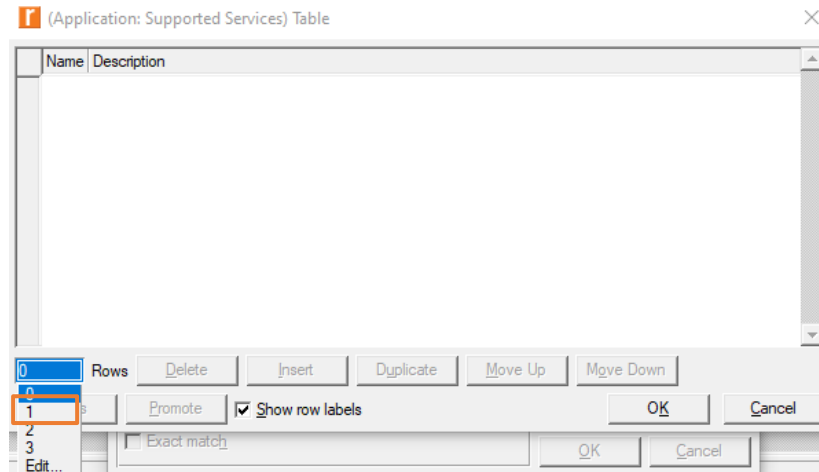 (Application: Supported Services) Table
Name Description
0 Rows Delete Insert Duplicate Move Up Move Down
0
1
2
3
Edit...
Promote Show row labels OK Cancel
Exact match OK Cancel